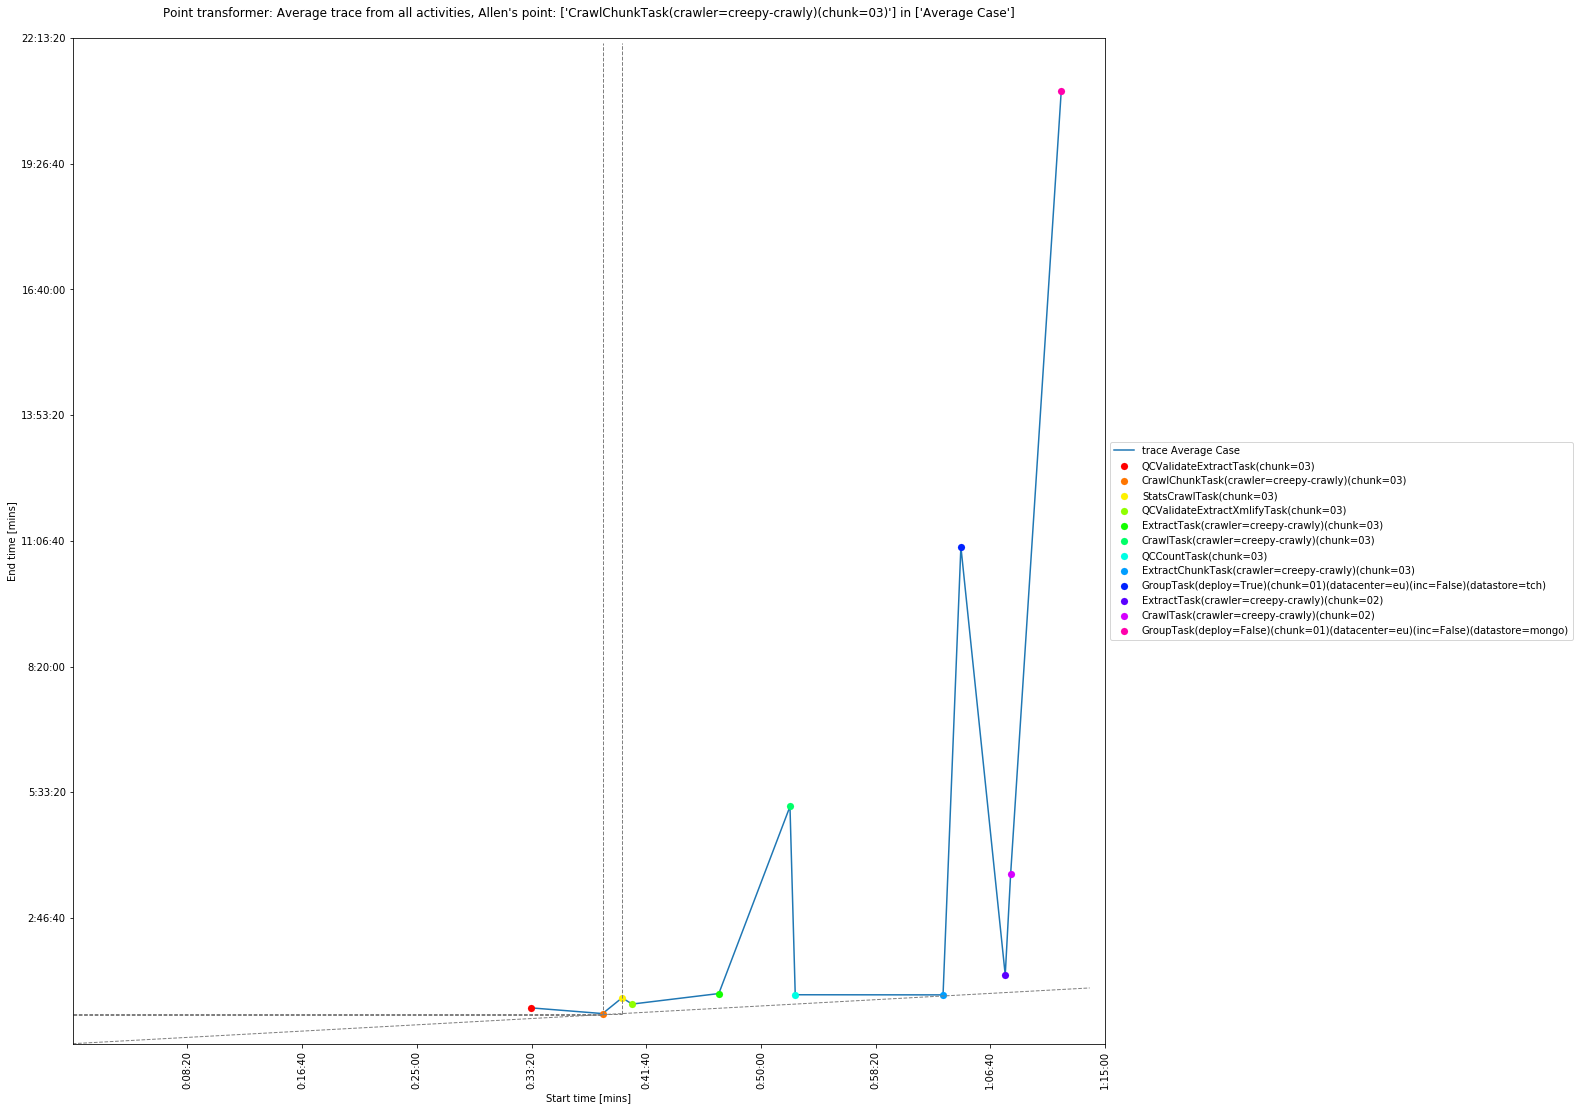 Point transformer: Average trace from all activities, Allen's point: ['CrawlChunkTask(crawler=creepy-crawly)(chunk=03)'] in ['Average Case']
22:13:20
19:26:40
16:40:00
13:53:20
11:06:40
8:20:00
5:33:20
2:46:40
End time [mins]
0:08:20
0:16:40
0:25:00
0:33:20
0:41:40
0:50:00
0:58:20
1:06:40
1:15:00
Start time [mins]
trace Average Case
QCValidateExtractTask(chunk=03)
CrawlChunkTask(crawler=creepy-crawly)(chunk=03)
StatsCrawlTask(chunk=03)
QCValidateExtractXmlifyTask(chunk=03)
ExtractTask(crawler=creepy-crawly)(chunk=03)
CrawlTask(crawler=creepy-crawly)(chunk=03)
QCCountTask(chunk=03)
ExtractChunkTask(crawler=creepy-crawly)(chunk=03)
GroupTask(deploy=True)(chunk=01)(datacenter=eu)(inc=False)(datastore=tch)
ExtractTask(crawler=creepy-crawly)(chunk=02)
CrawlTask(crawler=creepy-crawly)(chunk=02)
GroupTask(deploy=False)(chunk=01)(datacenter=eu)(inc=False)(datastore=mongo)